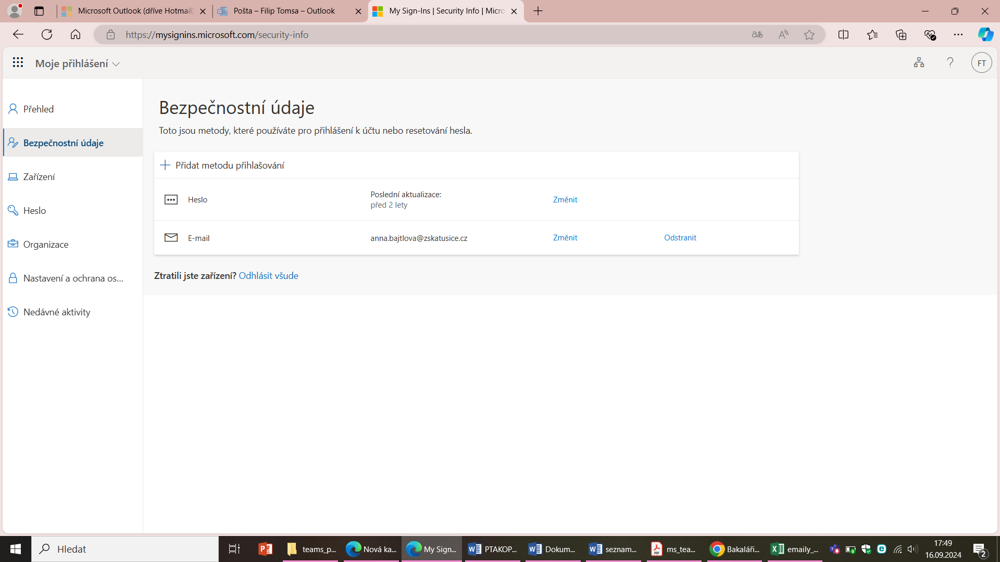 Microsoft Outlook (dříve Hotmail)
Pošta – Filip Tomsa – Outlook
My Sign-Ins | Security Info | Micro
https://mysignins.microsoft.com/security-info
Moje přihlášení
FT
Přehled
Bezpečnostní údaje
Zařízení
Heslo
Organizace
Nastavení a ochrana os...
Nedávné aktivity
Bezpečnostní údaje
Toto jsou metody, které používáte pro přihlášení k účtu nebo resetování hesla.
Přidat metodu přihlašování
Heslo
Poslední aktualizace:
před 2 lety
Změnit
E-mail
anna.bajtlova@zskatusice.cz
Změnit
Odstranit
Ztratili jste zařízení? Odhlásit všude
Hledat
teams_p...
Nová ka...
My Sign...
PTAKOP...
Dokum...
seznam...
ms_tea...
Bakaláři...
emaily_...
17:49
16.09.2024
2